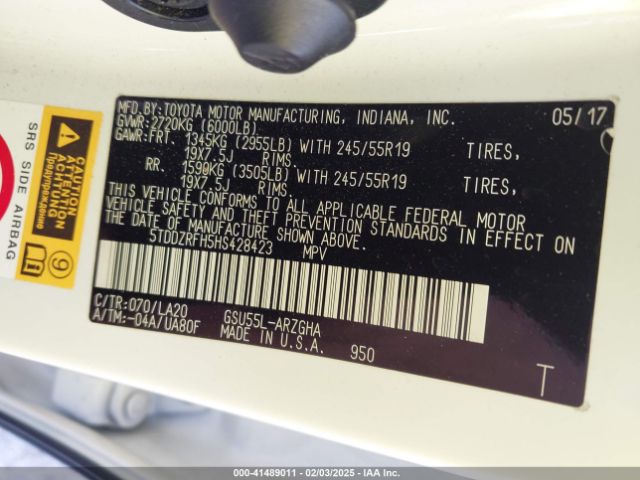 MFD.BY:TOYOTA MOTOR MANUFACTURING, INDIANA, INC. 05/17
GVWR:2720KG (6000LB)
GAWR:FRT. 1345KG (2955LB) WITH 245/55R19 TIRES,
19X7.5J RIMS.
RR. 1590KG (3505LB) WITH 245/55R19 TIRES,
19X7.5J RIMS.
THIS VEHICLE CONFORMS TO ALL APPLICABLE FEDERAL MOTOR
VEHICLE SAFETY AND THEFT PREVENTION STANDARDS IN EFFECT ON
THE DATE OF MANUFACTURE SHOWN ABOVE.
5TDDZRFH5HS428423 MPV
C/TR:070/LA20 GSU55L-ARZGHA
A/TM:-04A/UA80F MADE IN U.S.A. 950
T
SRS SIDE AIRBAG
CAUTION
ATTENTION
ACHTUNG
Предупреждение
9
000-41489011 - 02/03/2025 - IAA Inc.